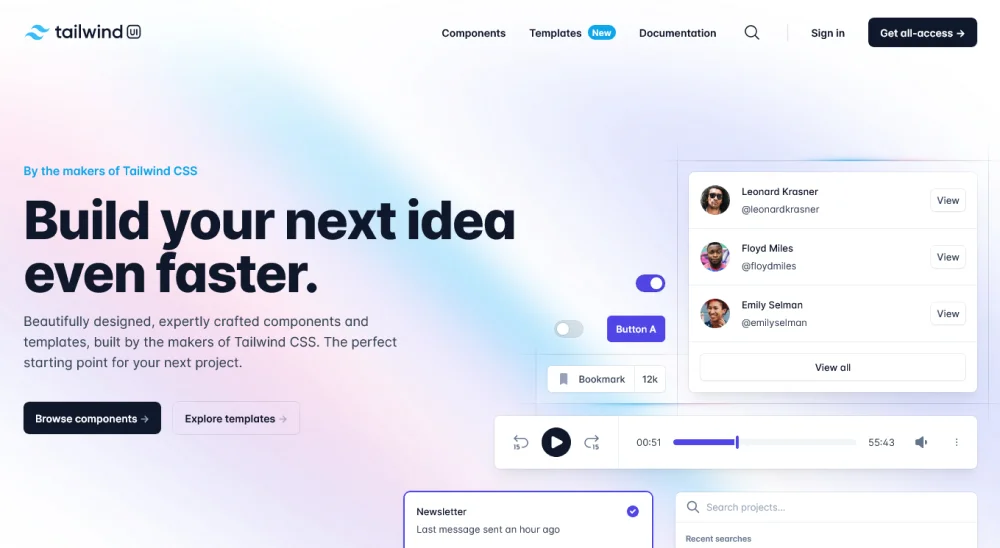 tailwind UI
Components
Templates New
Documentation
Sign in
Get all-access →
By the makers of Tailwind CSS
Build your next idea
even faster.
Beautifully designed, expertly crafted components and
templates, built by the makers of Tailwind CSS. The perfect
starting point for your next project.
Browse components →
Explore templates →
Leonard Krasner
@leonardkrasner
View
Floyd Miles
@floydmiles
View
Emily Selman
@emilyselman
View
View all
Button A
Bookmark 12k
15
15
00:51
55:43
Newsletter
Last message sent an hour ago
Search projects...
Recent searches